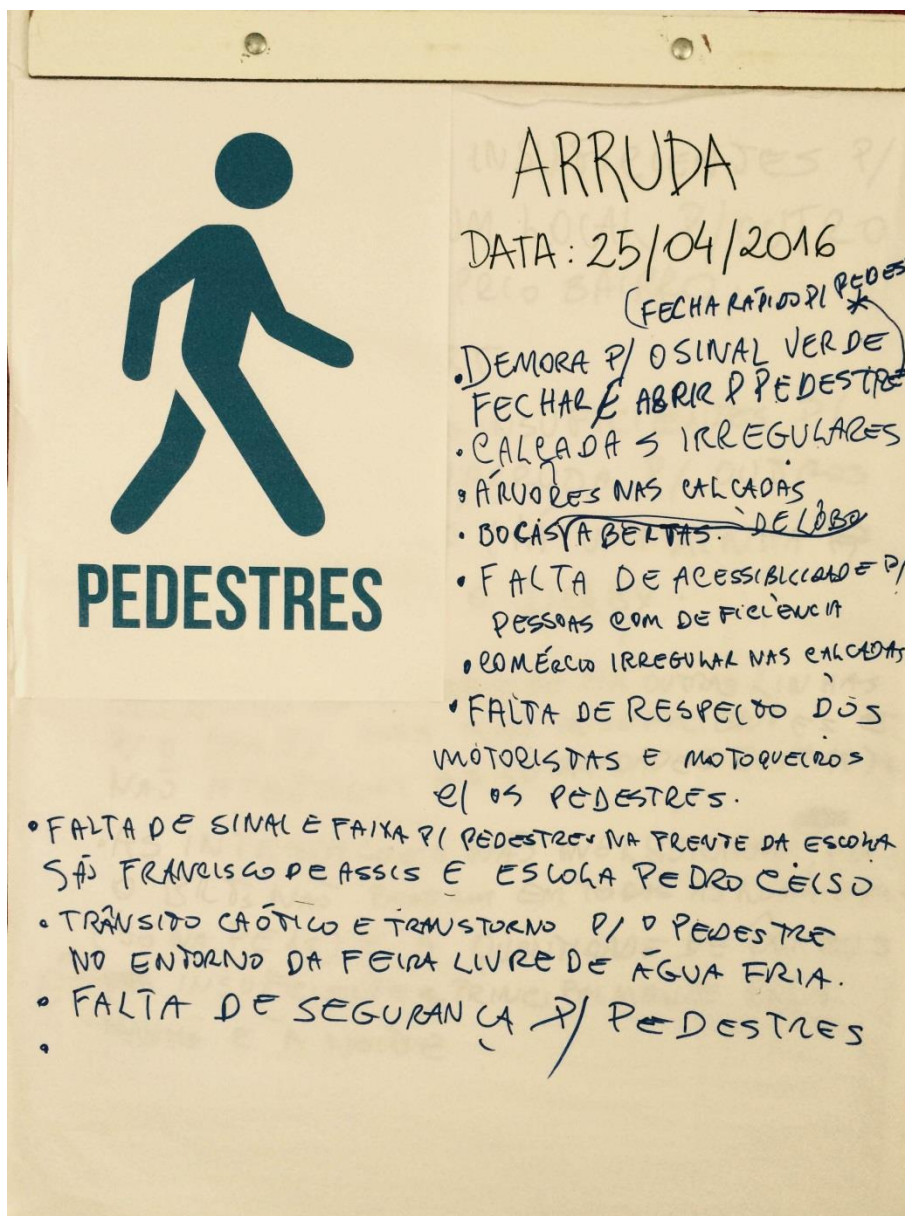 ARRUDA
DATA: 25/04/2016
(FECHA RÁPIDO P/ PEDES
*
• DEMORA P/ O SINAL VERDE
FECHAR E ABRIR P PEDESTRE
• CALÇADAS IRREGULARES
• ÁRVORES NAS CALÇADAS
• BOCAS ABERTAS. DE LOBO
• FALTA DE ACESSIBILIDADE P/
PESSOAS COM DEFICIÊNCIA
• COMÉRCIO IRREGULAR NAS CALÇADAS
• FALTA DE RESPEITO DOS
MOTORISTAS E MOTOQUEIROS
C/ OS PEDESTRES.
PEDESTRES
• FALTA DE SINAL E FAIXA P/ PEDESTRES NA FRENTE DA ESCOLA
SÃO FRANCISCO DE ASSIS E ESCOLA PEDRO CELSO
• TRÂNSITO CAÓTICO E TRANSTORNO P/ O PEDESTRE
NO ENTORNO DA FEIRA LIVRE DE ÁGUA FRIA.
• FALTA DE SEGURANÇA P/ PEDESTRES
•